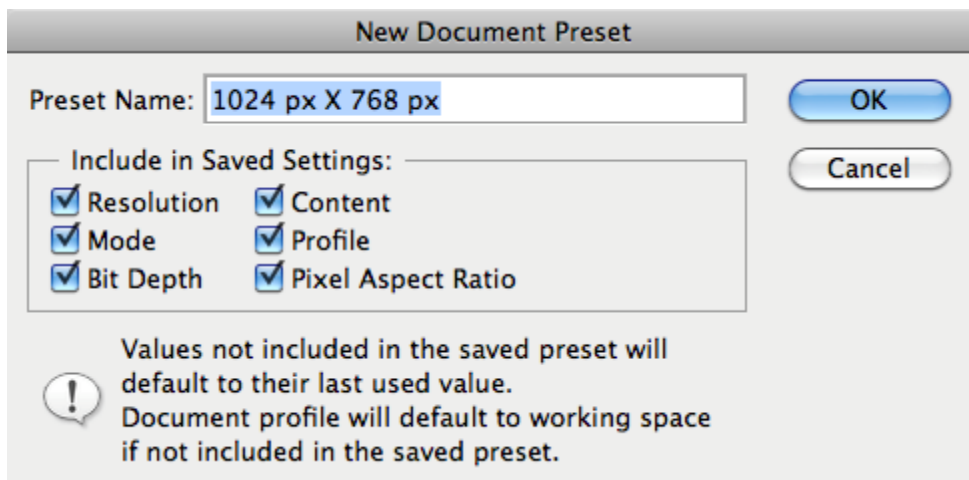 New Document Preset
Preset Name: 1024 px X 768 px
OK
Include in Saved Settings:
Cancel
Resolution Content
Mode Profile
Bit Depth Pixel Aspect Ratio
Values not included in the saved preset will
default to their last used value.
Document profile will default to working space
if not included in the saved preset.